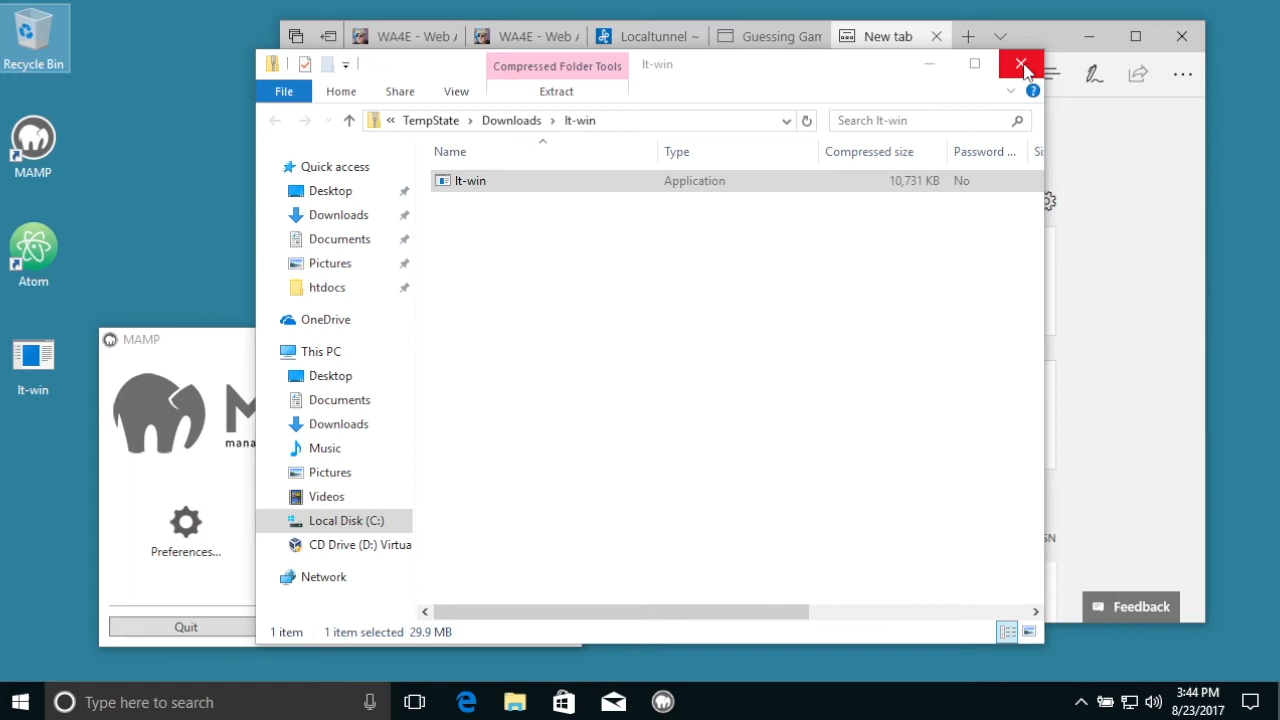 Recycle Bin
MAMP
Atom
lt-win
WA4E - Web A
WA4E - Web A
Localtunnel ~
Guessing Gam
New tab
Compressed Folder Tools
lt-win
File
Home
Share
View
Extract
«
TempState
Downloads
lt-win
Search lt-win
Name
Type
Compressed size
Password ...
Si
lt-win
Application
10,731 KB
No
Quick access
Desktop
Downloads
Documents
Pictures
htdocs
OneDrive
This PC
Desktop
Documents
Downloads
Music
Pictures
Videos
Local Disk (C:)
CD Drive (D:) Virtua
Network
1 item
1 item selected 29.9 MB
MAMP
M
mana
Preferences...
Quit
SN
Feedback
Type here to search
3:44 PM
8/23/2017